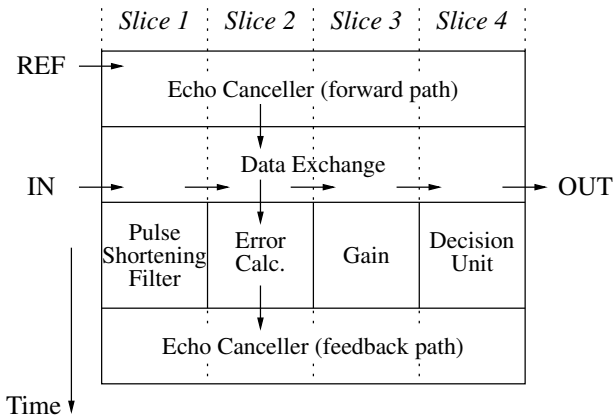 Slice 1 Slice 2 Slice 3 Slice 4
REF
Echo Canceller (forward path)
Data Exchange
IN
OUT
Pulse
Shortening
Filter
Error
Calc.
Gain
Decision
Unit
Echo Canceller (feedback path)
Time